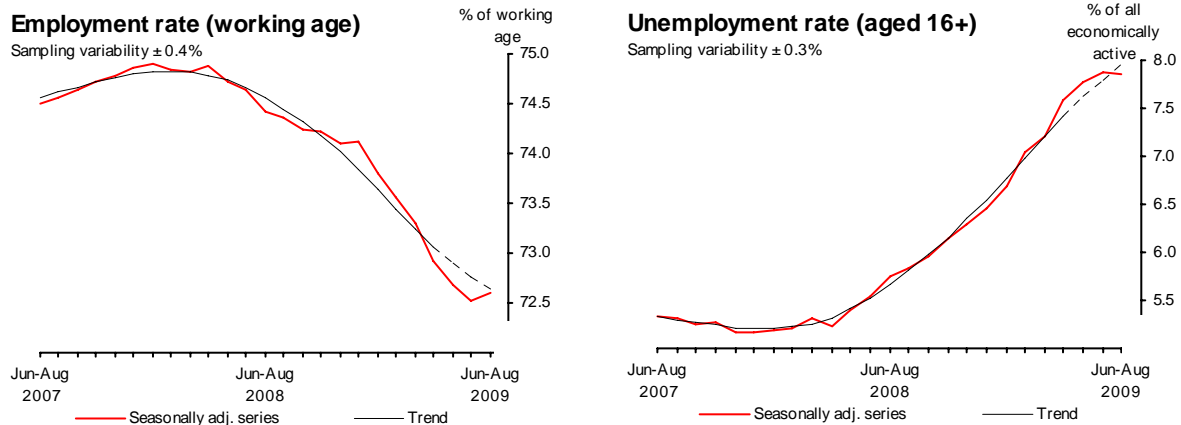 Employment rate (working age)
Sampling variability ± 0.4%
% of working
age
75.0
74.5
74.0
73.5
73.0
72.5
Jun-Aug
2007
Jun-Aug
2008
Jun-Aug
2009
Seasonally adj. series
Trend
Unemployment rate (aged 16+)
Sampling variability ± 0.3%
% of all
economically
active
8.0
7.5
7.0
6.5
6.0
5.5
Jun-Aug
2007
Jun-Aug
2008
Jun-Aug
2009
Seasonally adj. series
Trend